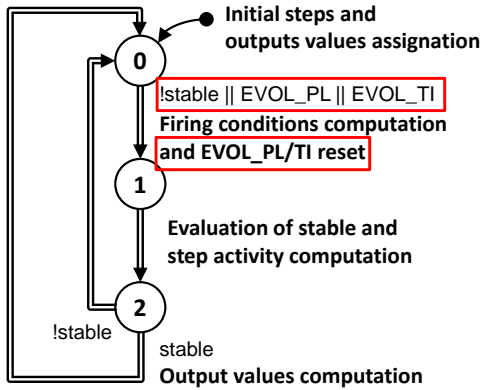 Initial steps and
outputs values assignation
0
!stable || EVOL_PL || EVOL_TI
Firing conditions computation
and EVOL_PL/TI reset
1
Evaluation of stable and
step activity computation
2
!stable
stable
Output values computation